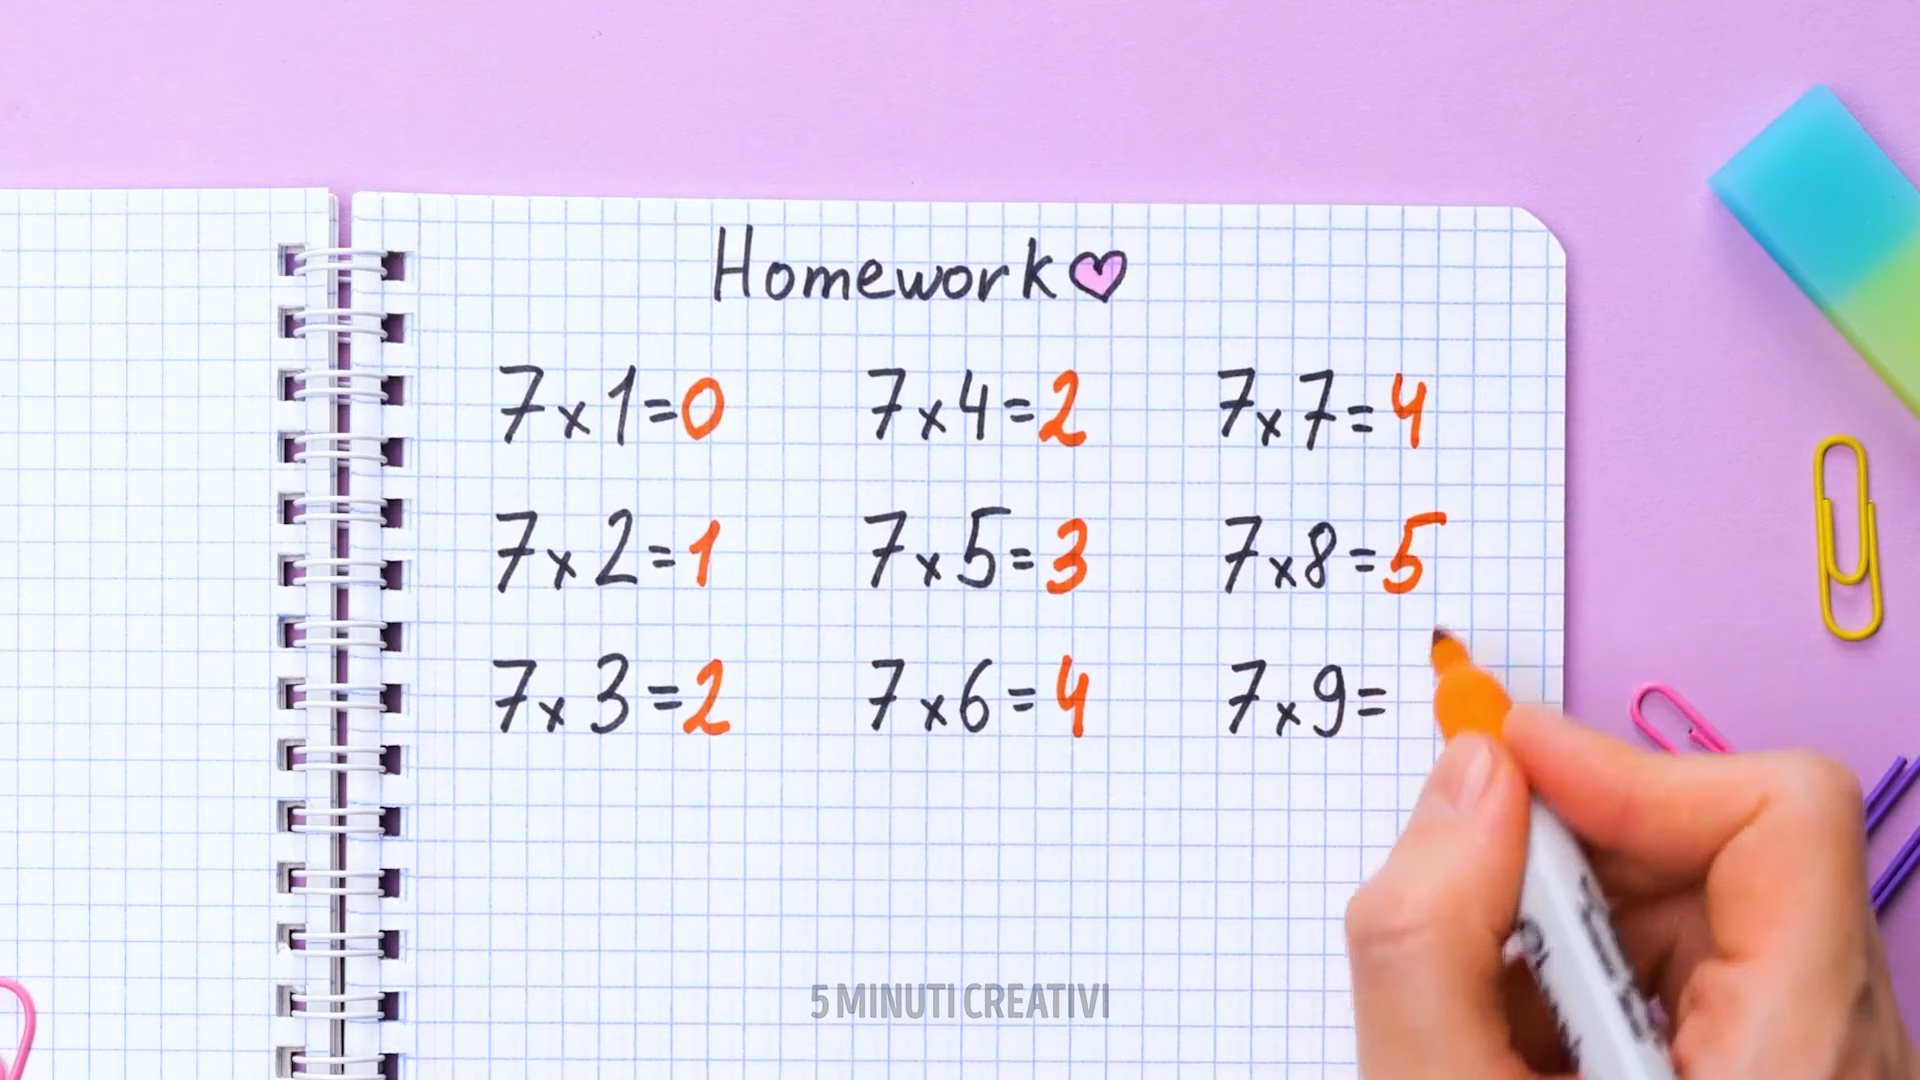 Homework
7x1=0 7x4=2 7x7=4
7x2=1 7x5=3 7x8=5
7x3=2 7x6=4 7x9=
5 MINUTI CREATIVI